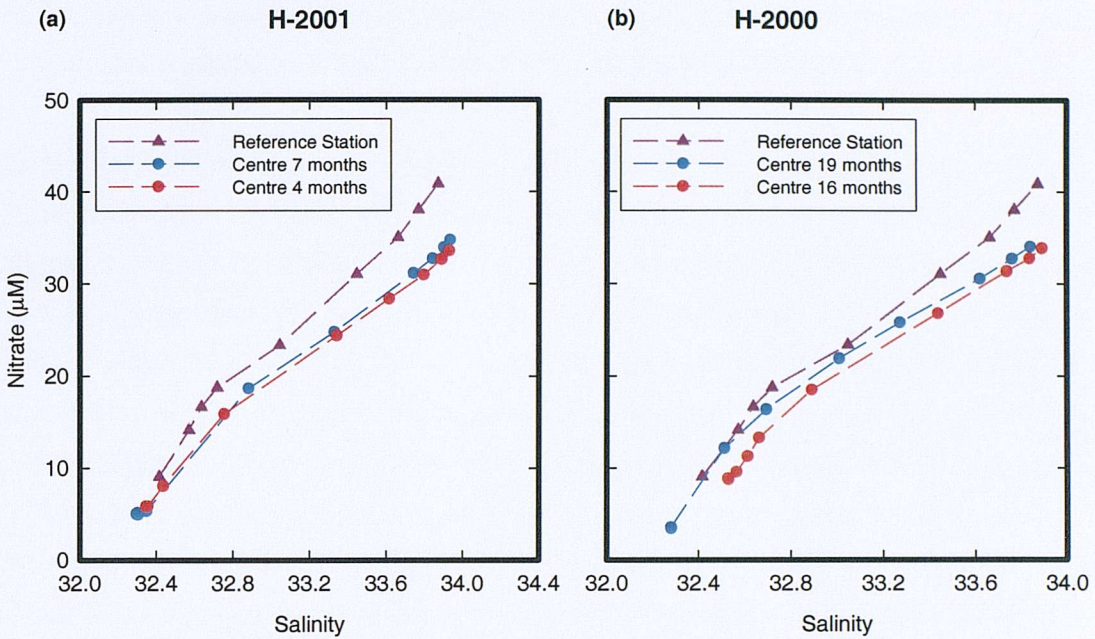 (a)
H-2001
(b)
H-2000
Reference Station
Centre 7 months
Centre 4 months
Reference Station
Centre 19 months
Centre 16 months
Nitrate (µM)
50
40
30
20
10
0
32.0 32.4 32.8 33.2 33.6 34.0 34.4
32.0 32.4 32.8 33.2 33.6 34.0
Salinity
Salinity